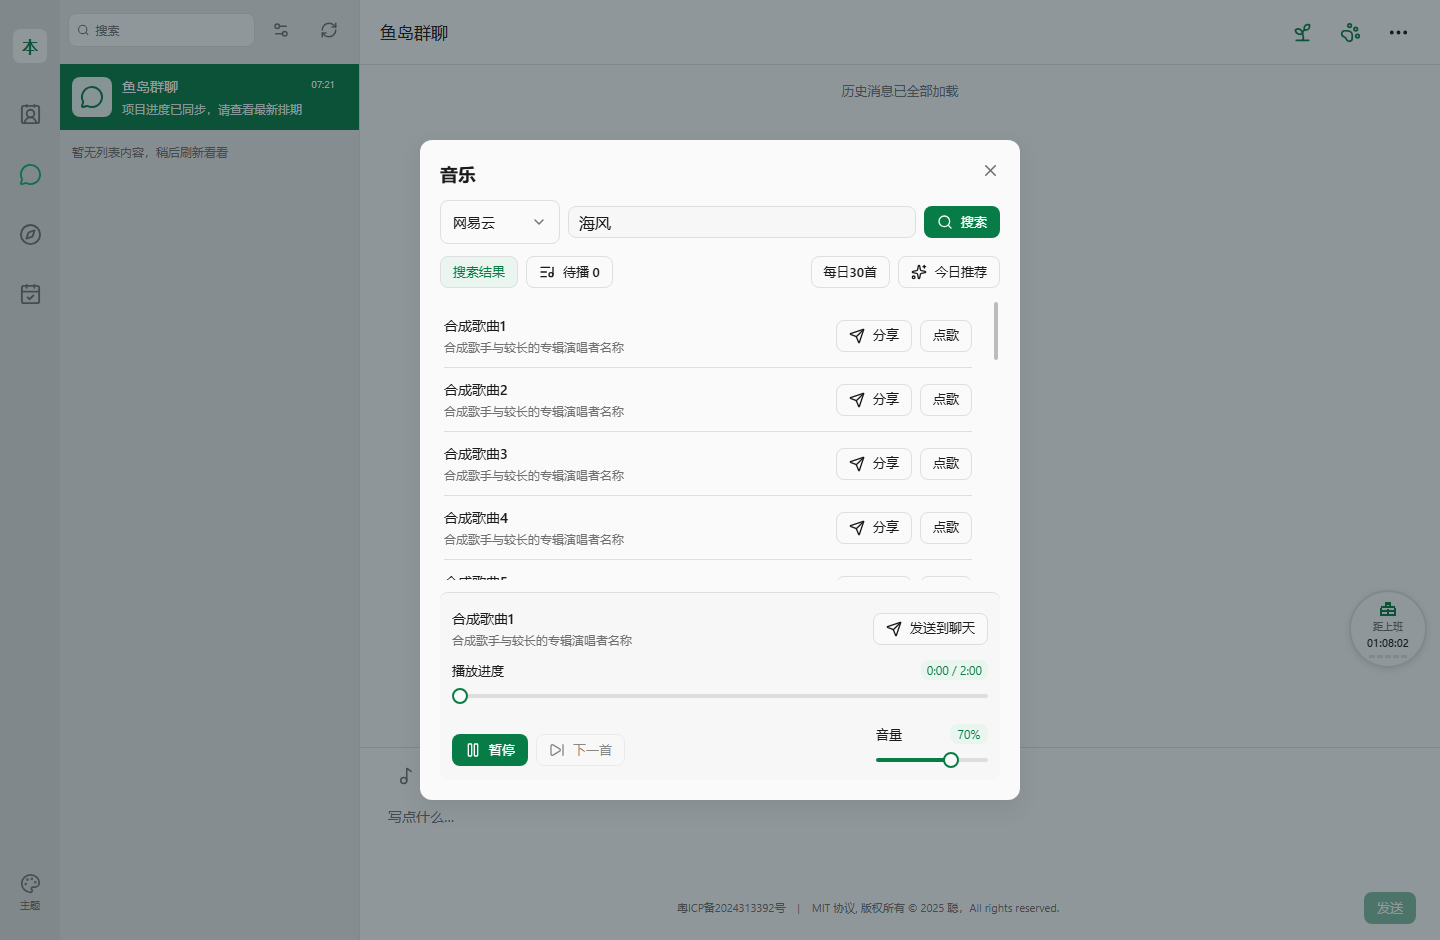 本
搜索
鱼岛群聊
07:21
项目进度已同步，请查看最新排期
暂无列表内容，稍后刷新看看
主题
鱼岛群聊
历史消息已全部加载
音乐
网易云
海风
搜索
搜索结果
待播 0
每日30首
今日推荐
合成歌曲1
合成歌手与较长的专辑演唱者名称
分享
点歌
合成歌曲2
合成歌手与较长的专辑演唱者名称
分享
点歌
合成歌曲3
合成歌手与较长的专辑演唱者名称
分享
点歌
合成歌曲4
合成歌手与较长的专辑演唱者名称
分享
点歌
合成歌曲1
合成歌手与较长的专辑演唱者名称
发送到聊天
播放进度
0:00 / 2:00
暂停
下一首
音量
70%
距上班
01:08:02
写点什么...
粤ICP备2024313392号 | MIT 协议, 版权所有 © 2025 聪，All rights reserved.
发送